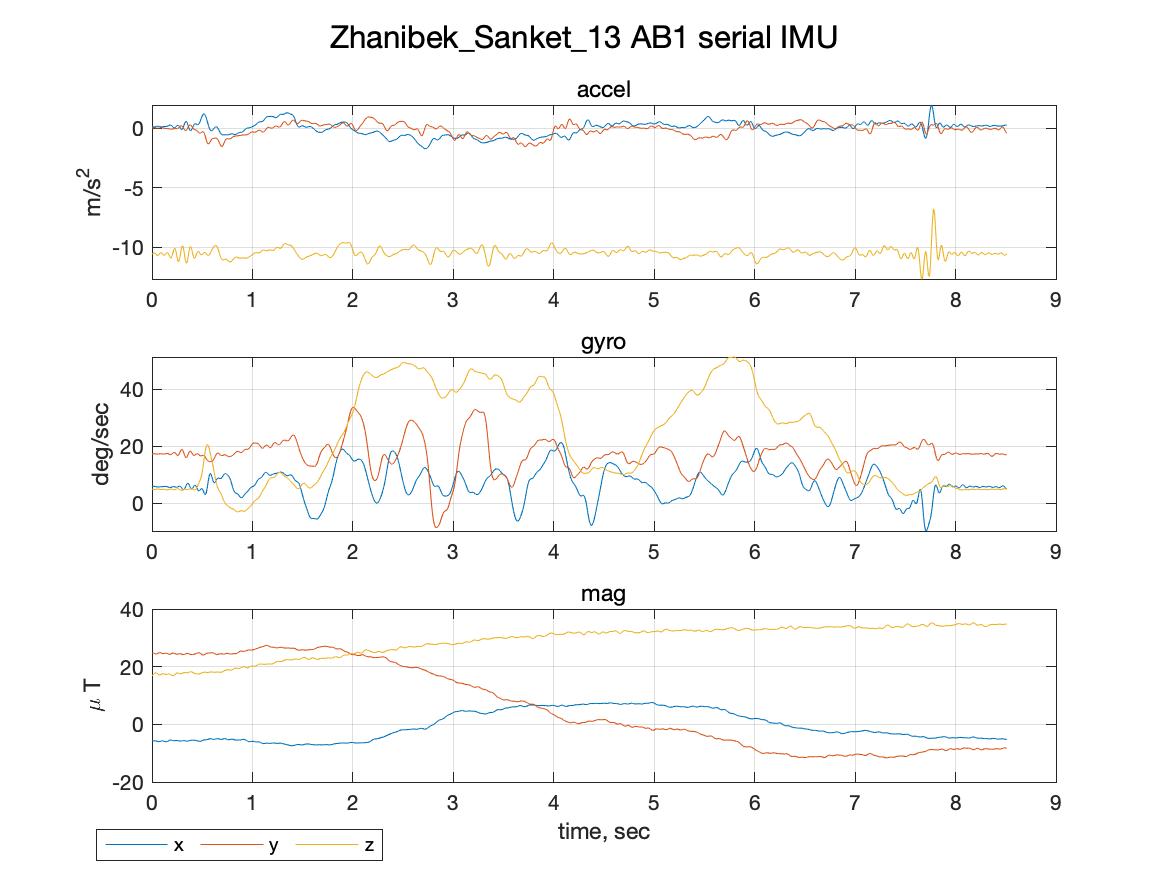 Zhanibek_Sanket_13 AB1 serial IMU
accel
m/s²
0
-5
-10
0 1 2 3 4 5 6 7 8 9
gyro
deg/sec
40
20
0
0 1 2 3 4 5 6 7 8 9
mag
μ T
40
20
0
-20
0 1 2 3 4 5 6 7 8 9
time, sec
x y z